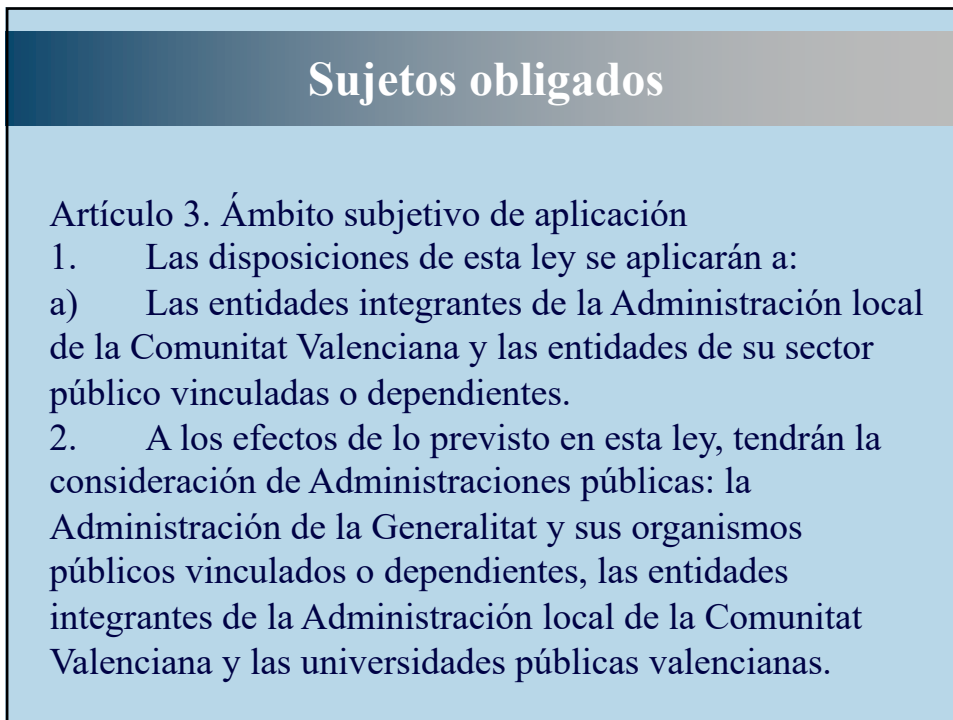 Sujetos obligados
Artículo 3. Ámbito subjetivo de aplicación
1. Las disposiciones de esta ley se aplicarán a:
a) Las entidades integrantes de la Administración local
de la Comunitat Valenciana y las entidades de su sector
público vinculadas o dependientes.
2. A los efectos de lo previsto en esta ley, tendrán la
consideración de Administraciones públicas: la
Administración de la Generalitat y sus organismos
públicos vinculados o dependientes, las entidades
integrantes de la Administración local de la Comunitat
Valenciana y las universidades públicas valencianas.